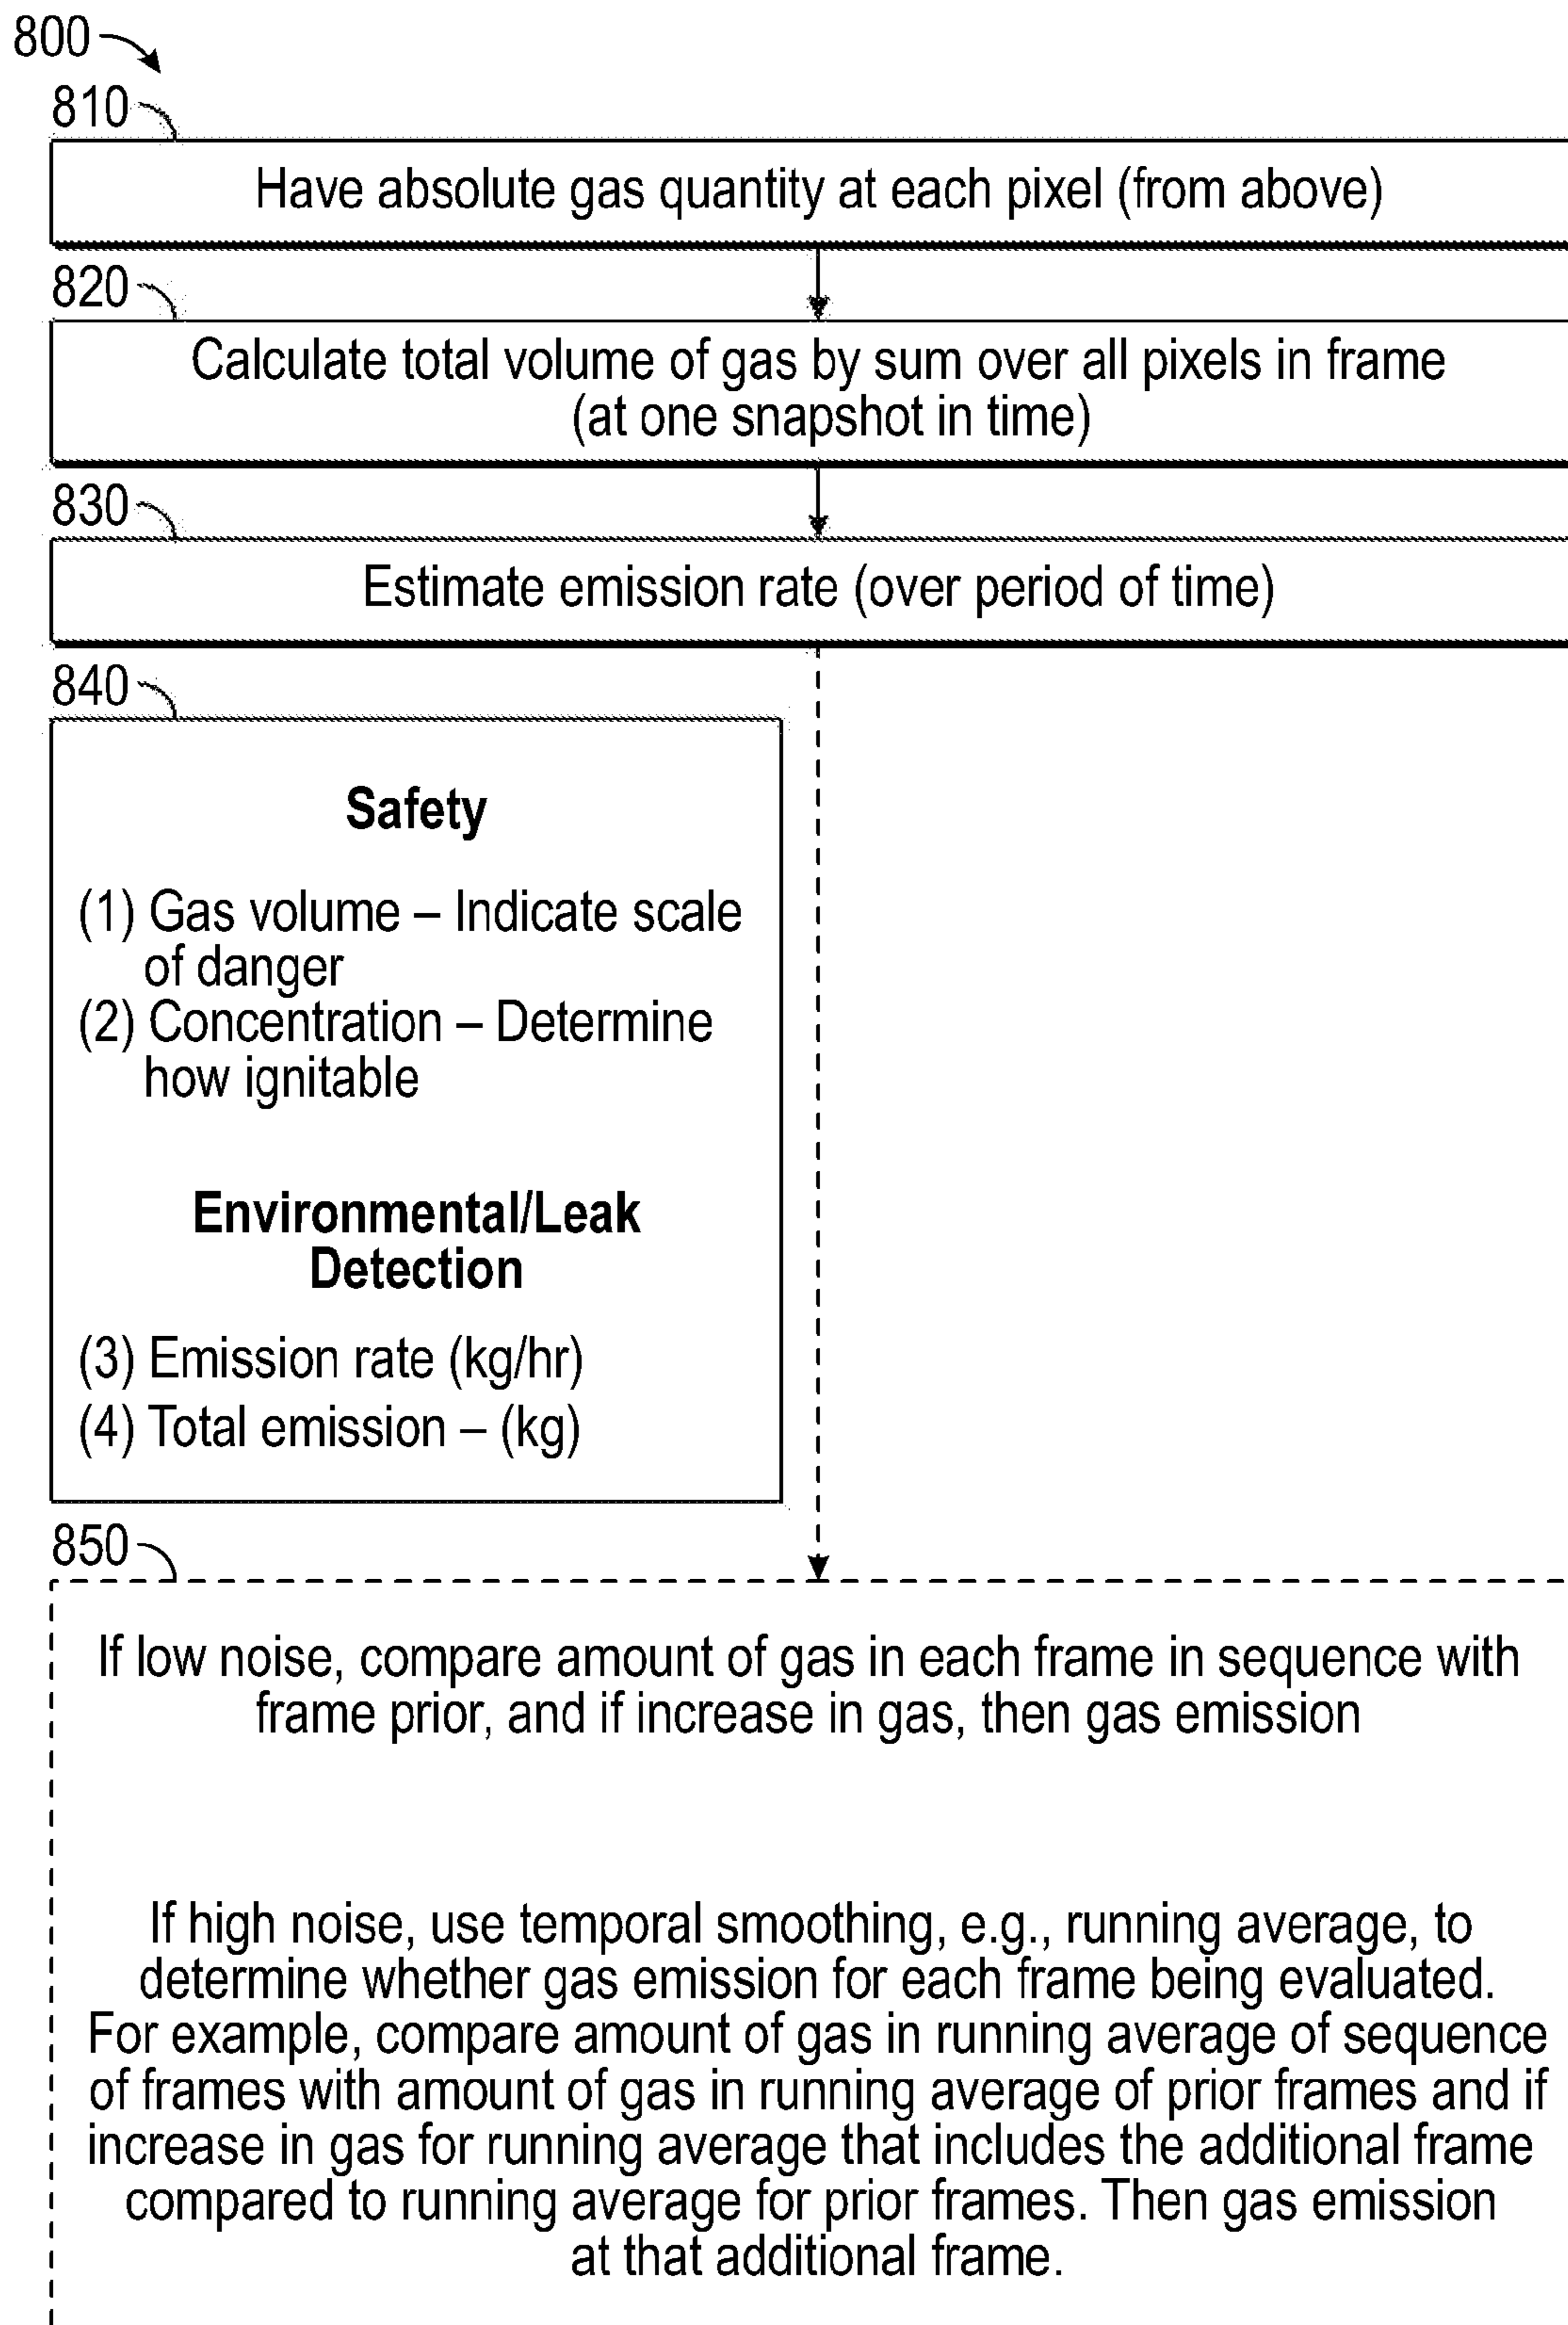 800
810
Have absolute gas quantity at each pixel (from above)
820
Calculate total volume of gas by sum over all pixels in frame
(at one snapshot in time)
830
Estimate emission rate (over period of time)
840
Safety
(1) Gas volume – Indicate scale
of danger
(2) Concentration – Determine
how ignitable
Environmental/Leak
Detection
(3) Emission rate (kg/hr)
(4) Total emission – (kg)
850
If low noise, compare amount of gas in each frame in sequence with
frame prior, and if increase in gas, then gas emission
If high noise, use temporal smoothing, e.g., running average, to
determine whether gas emission for each frame being evaluated.
For example, compare amount of gas in running average of sequence
of frames with amount of gas in running average of prior frames and if
increase in gas for running average that includes the additional frame
compared to running average for prior frames. Then gas emission
at that additional frame.